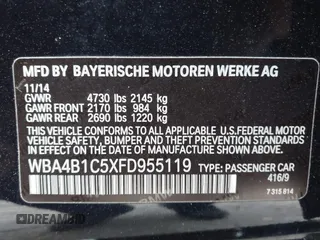 MFD BY BAYERISCHE MOTOREN WERKE AG
11/14
GVWR 4730 lbs 2145 kg
GAWR FRONT 2170 lbs 984 kg
GAWR REAR 2690 lbs 1220 kg
THIS VEHICLE CONFORMS TO ALL APPLICABLE
U.S. FEDERAL MOTOR VEHICLE SAFETY, BUMPER,
AND THEFT PREVENTION STANDARDS IN EFFECT
ON THE DATE OF MANUFACTURE SHOWN ABOVE.
WBA4B1C5XFD955119 TYPE: PASSENGER CAR
416/9
7 315 814
DREAMBID